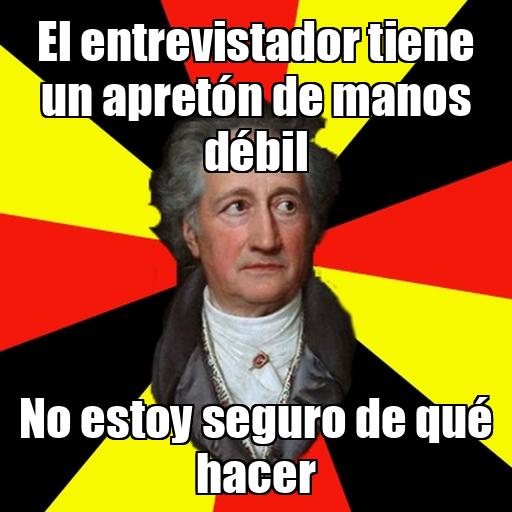 El entrevistador tiene
un apretón de manos
débil
No estoy seguro de qué
hacer